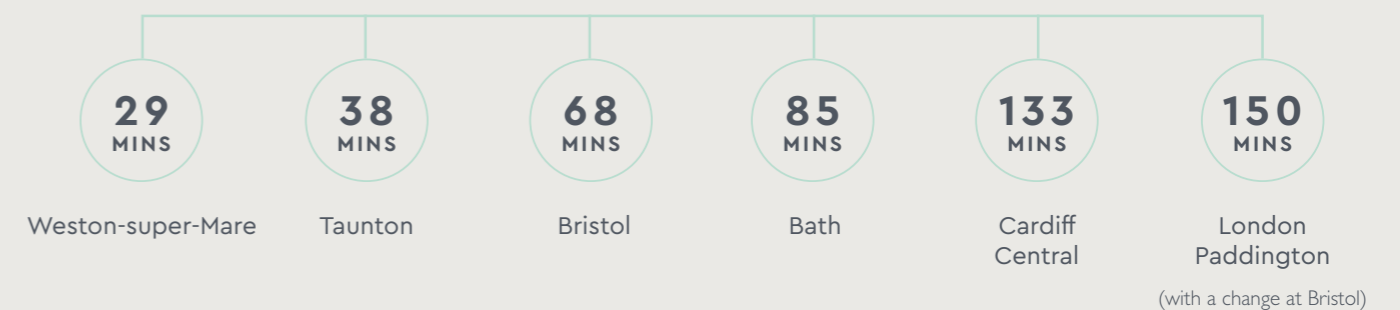 29
MINS
Weston-super-Mare
38
MINS
Taunton
68
MINS
Bristol
85
MINS
Bath
133
MINS
Cardiff
Central
150
MINS
London
Paddington
(with a change at Bristol)